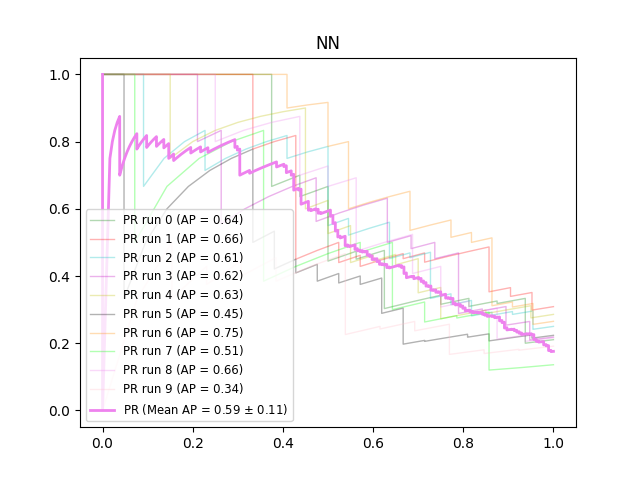 NN
1.0
0.8
0.6
0.4
0.2
0.0
PR run 0 (AP = 0.64)
PR run 1 (AP = 0.66)
PR run 2 (AP = 0.61)
PR run 3 (AP = 0.62)
PR run 4 (AP = 0.63)
PR run 5 (AP = 0.45)
PR run 6 (AP = 0.75)
PR run 7 (AP = 0.51)
PR run 8 (AP = 0.66)
PR run 9 (AP = 0.34)
PR (Mean AP = 0.59 ± 0.11)
0.0 0.2 0.4 0.6 0.8 1.0